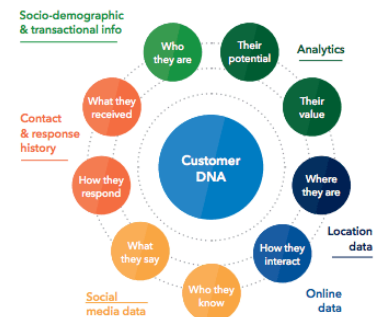 Socio-demographic
& transactional info
Who
they are
Their
potential
Analytics
What they
received
Their
value
Contact
& response
history
Customer
DNA
How they
respond
Where
they are
What
they say
How they
interact
Location
data
Who they
know
Social
media data
Online
data